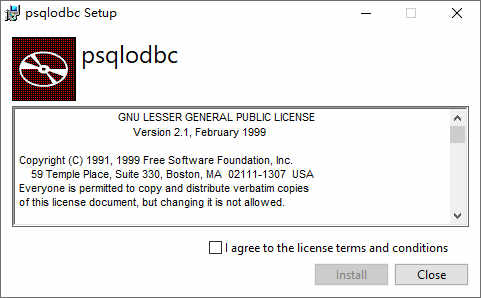 psqlodbc Setup
psqlodbc
GNU LESSER GENERAL PUBLIC LICENSE
Version 2.1, February 1999
Copyright (C) 1991, 1999 Free Software Foundation, Inc.
59 Temple Place, Suite 330, Boston, MA  02111-1307  USA
Everyone is permitted to copy and distribute verbatim copies
of this license document, but changing it is not allowed.
I agree to the license terms and conditions
Install
Close